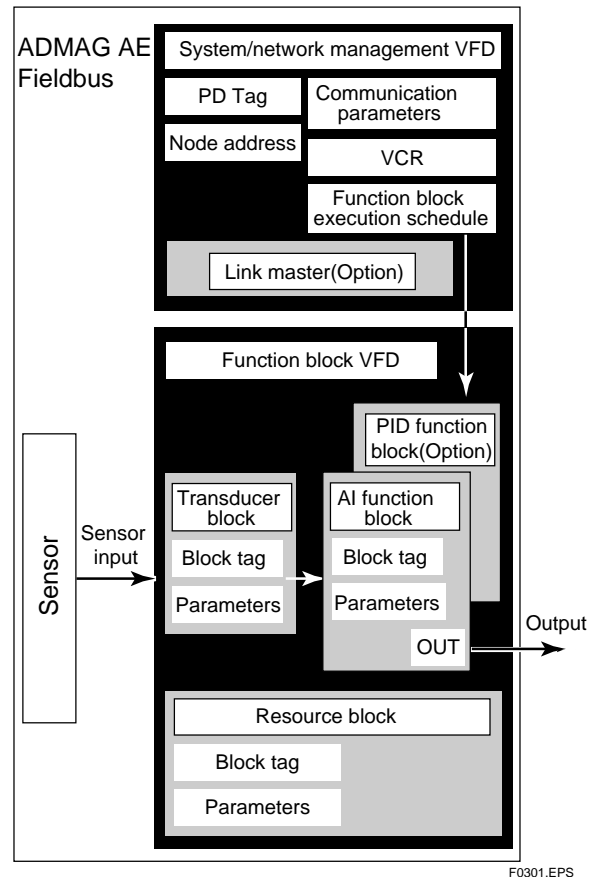 ADMAG AE
Fieldbus
System/network management VFD
PD Tag
Communication
parameters
Node address
VCR
Function block
execution schedule
Link master(Option)
Function block VFD
PID function
block(Option)
Transducer
block
Block tag
Parameters
AI function
block
Block tag
Parameters
OUT
Sensor
Sensor
input
Output
Resource block
Block tag
Parameters
F0301.EPS